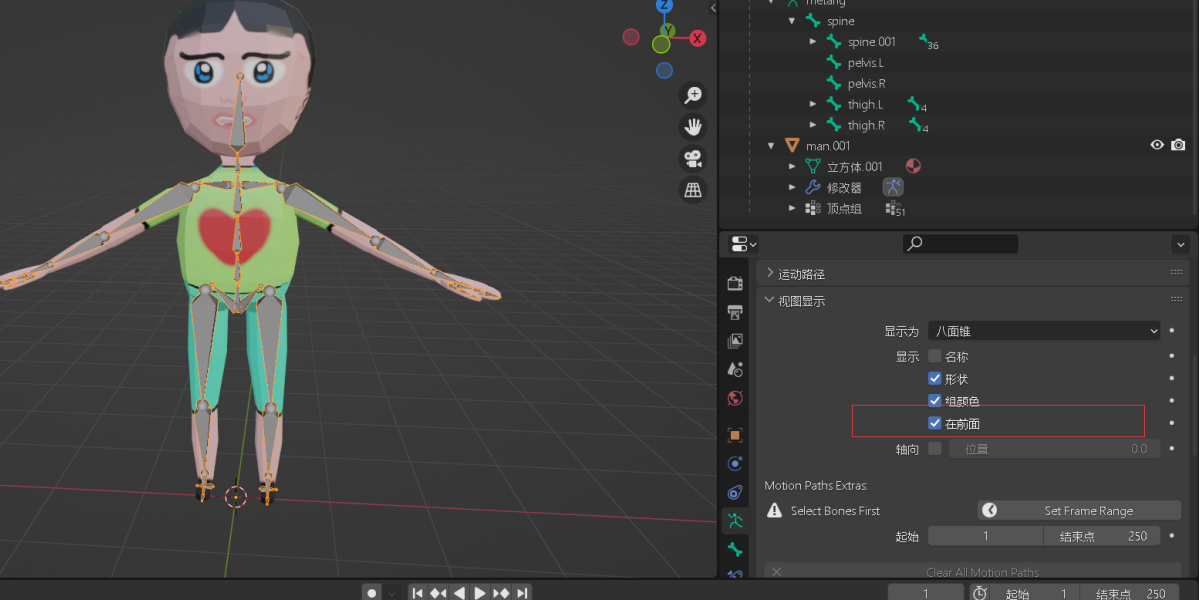 Z
Y
X
metang
spine
spine.001
36
pelvis.L
pelvis.R
thigh.L
4
thigh.R
4
man.001
立方体.001
修改器
顶点组
51
运动路径
视图显示
显示为 八面锥
显示 名称
形状
组颜色
在前面
轴向 位置 0.0
Motion Paths Extras:
Select Bones First Set Frame Range
起始 1 结束点 250
Clear All Motion Paths
1 起始 1 结束点 250